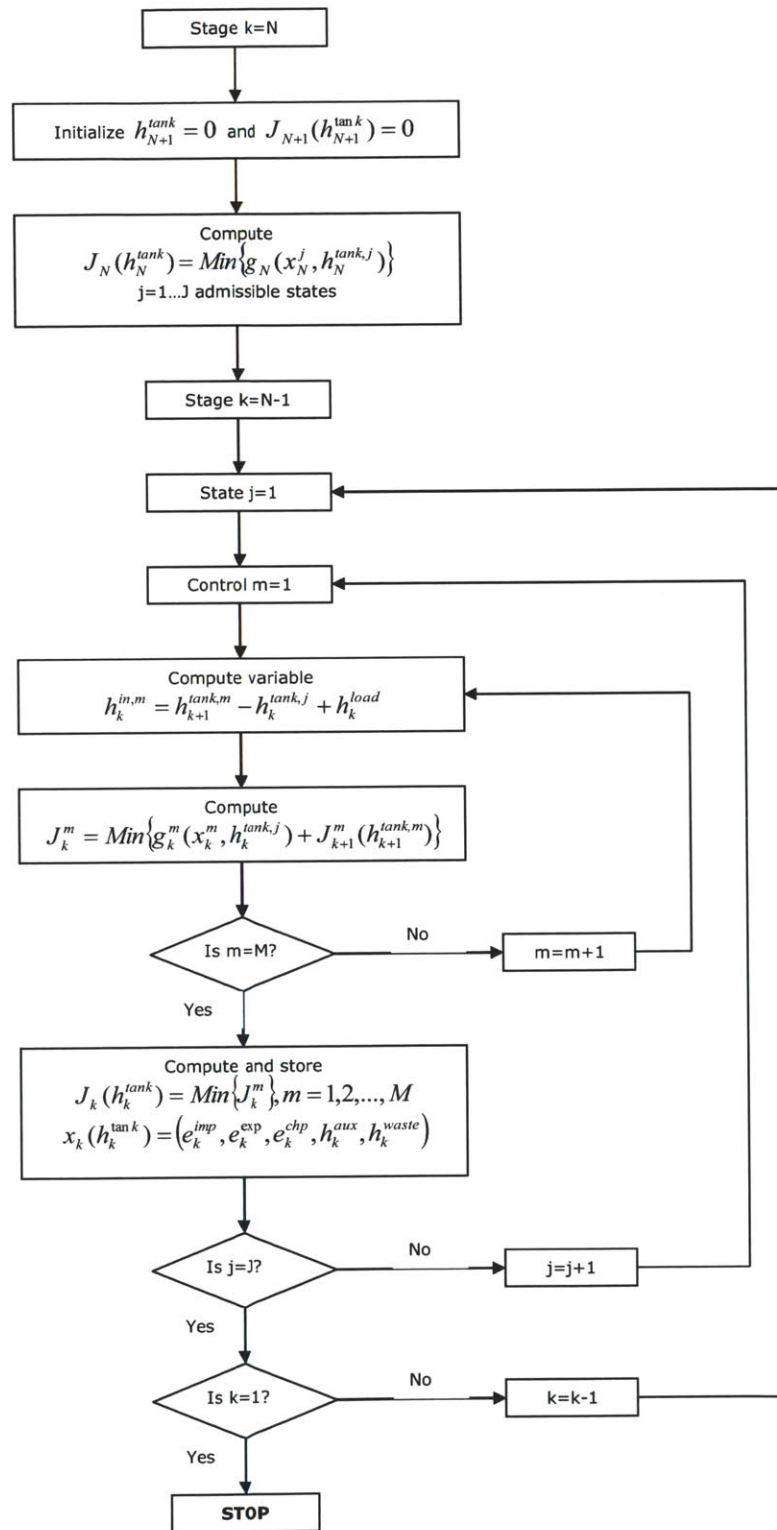 Stage k=N
Initialize $h_{N+1}^{tank} = 0$ and $J_{N+1}(h_{N+1}^{\tan k}) = 0$
Compute
$J_N(h_N^{tank}) = Min\{g_N(x_N^j, h_N^{tank,j})\}$
j=1...J admissible states
Stage k=N-1
State j=1
Control m=1
Compute variable
$h_k^{in,m} = h_{k+1}^{tank,m} - h_k^{tank,j} + h_k^{load}$
Compute
$J_k^m = Min\{g_k^m(x_k^m, h_k^{tank,j}) + J_{k+1}^m(h_{k+1}^{tank,m})\}$
Is m=M?
No
m=m+1
Yes
Compute and store
$J_k(h_k^{tank}) = Min\{J_k^m\}, m = 1,2,..., M$
$x_k(h_k^{\tan k}) = (e_k^{imp}, e_k^{\exp}, e_k^{chp}, h_k^{aux}, h_k^{waste})$
Is j=J?
No
j=j+1
Yes
Is k=1?
No
k=k-1
Yes
STOP